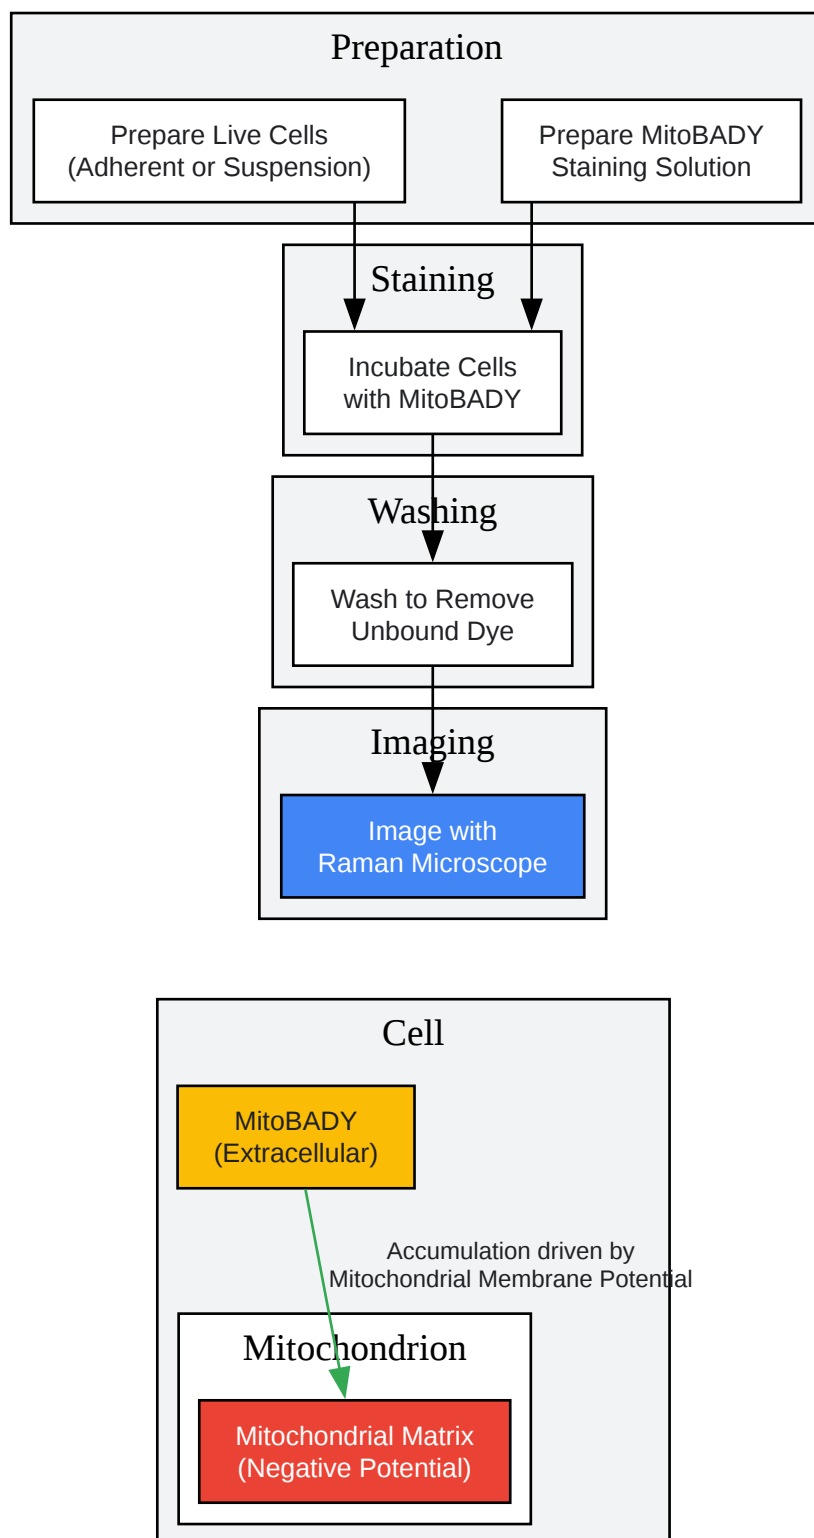 Preparation
Prepare Live Cells
(Adherent or Suspension)
Prepare MitoBADY
Staining Solution
Staining
Incubate Cells
with MitoBADY
Washing
Wash to Remove
Unbound Dye
Imaging
Image with
Raman Microscope
Cell
MitoBADY
(Extracellular)
Accumulation driven by
Mitochondrial Membrane Potential
Mitochondrion
Mitochondrial Matrix
(Negative Potential)